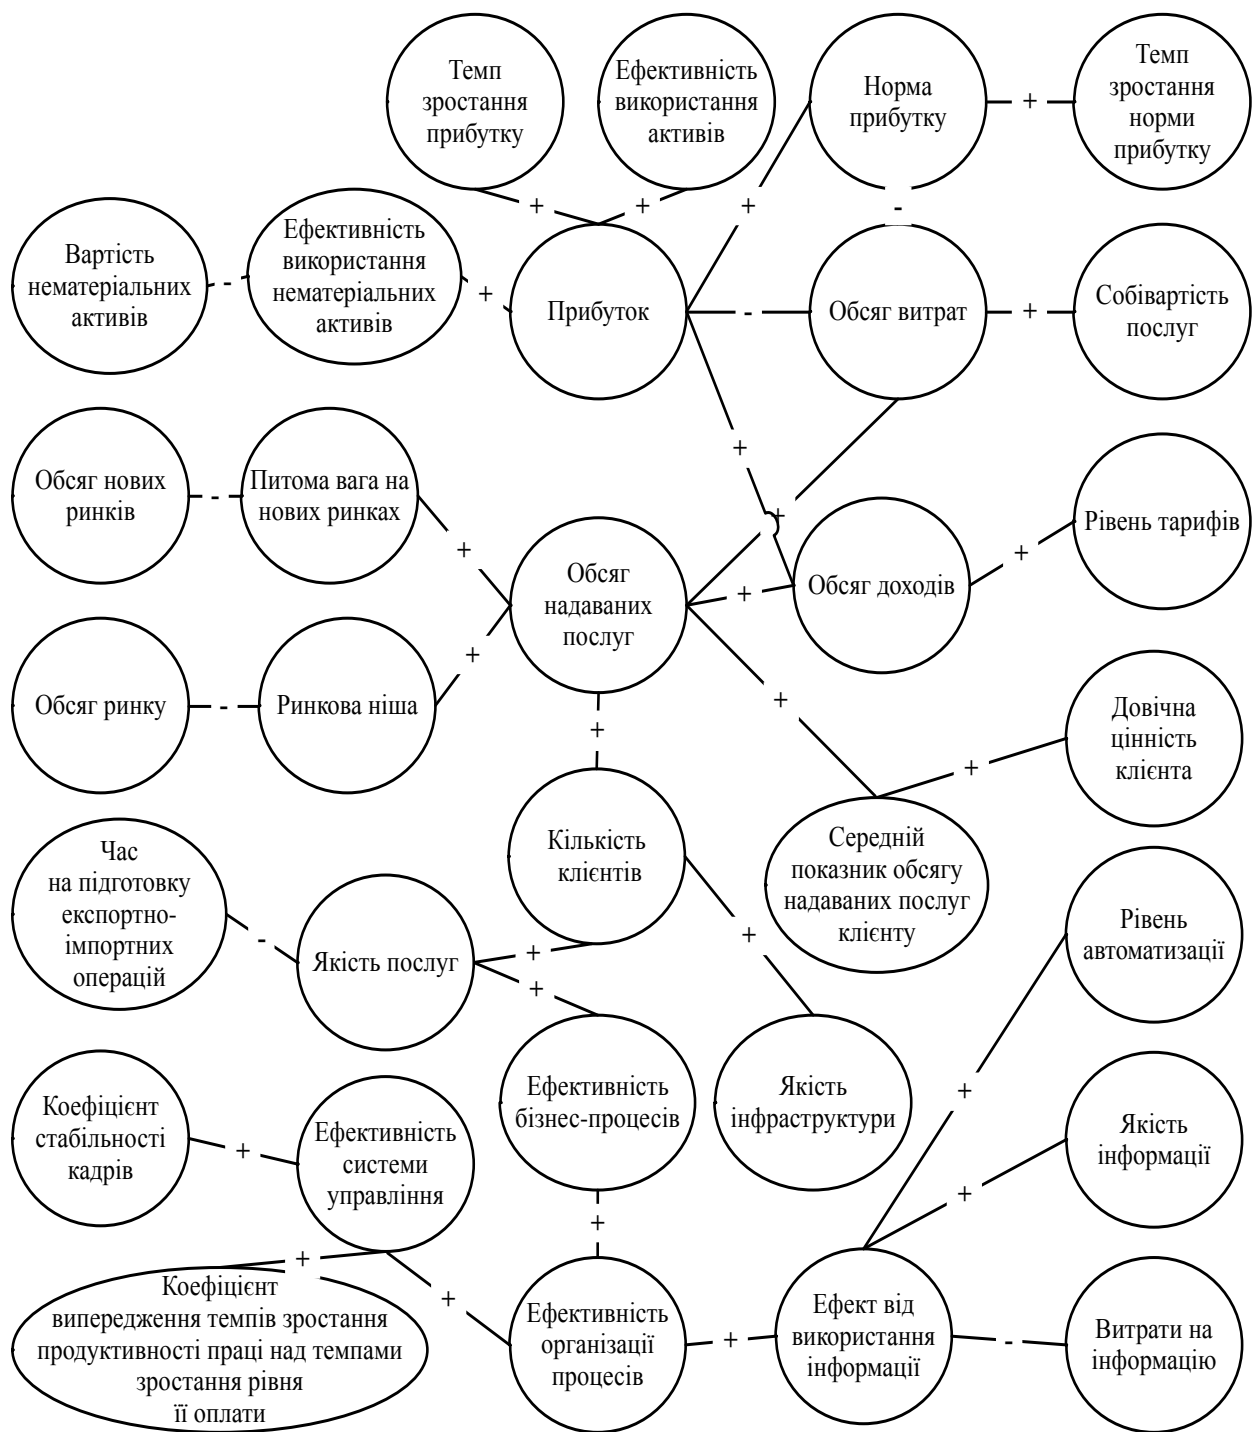 Темп
зростання
прибутку
+
Ефективність
використання
активів
+
Норма
прибутку
+
Темп
зростання
норми
прибутку
+
-
Вартість
нематеріальних
активів
-
Ефективність
використання
нематеріальних
активів
+
Прибуток
-
Обсяг витрат
+
Собівартість
послуг
+
+
Обсяг нових
ринків
-
Питома вага на
нових ринках
+
Обсяг
надаваних
послуг
+
Обсяг доходів
+
Рівень тарифів
Обсяг ринку
-
Ринкова ніша
+
+
+
Довічна
цінність
клієнта
+
Час
на підготовку
експортно-
імпортних
операцій
-
Якість послуг
+
+
Кількість
клієнтів
+
Середній
показник обсягу
надаваних послуг
клієнту
Рівень
автоматизації
+
Коефіцієнт
стабільності
кадрів
+
Ефективність
системи
управління
Ефективність
бізнес-процесів
Якість
інфраструктури
Якість
інформації
+
+
+
+
Коефіцієнт
випередження темпів зростання
продуктивності праці над темпами
зростання рівня
її оплати
Ефективність
організації
процесів
+
Ефект від
використання
інформації
-
Витрати на
інформацію